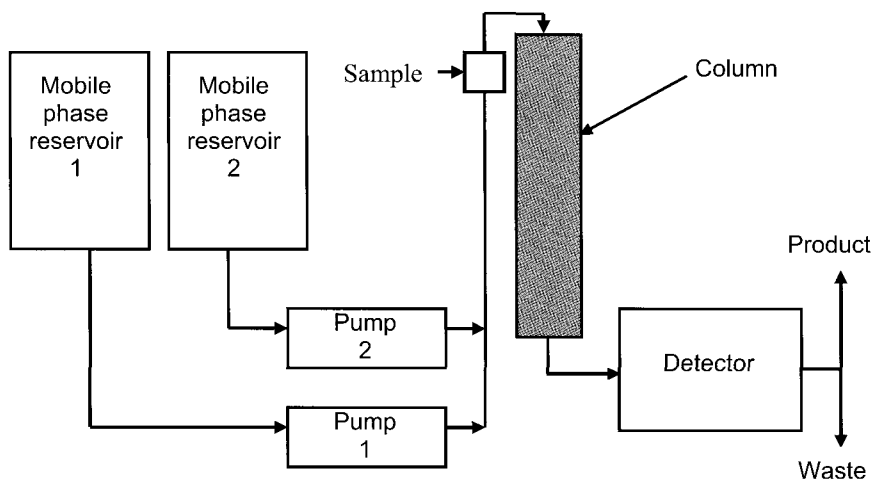 Mobile
phase
reservoir
1
Mobile
phase
reservoir
2
Sample
Column
Pump
2
Pump
1
Detector
Product
Waste